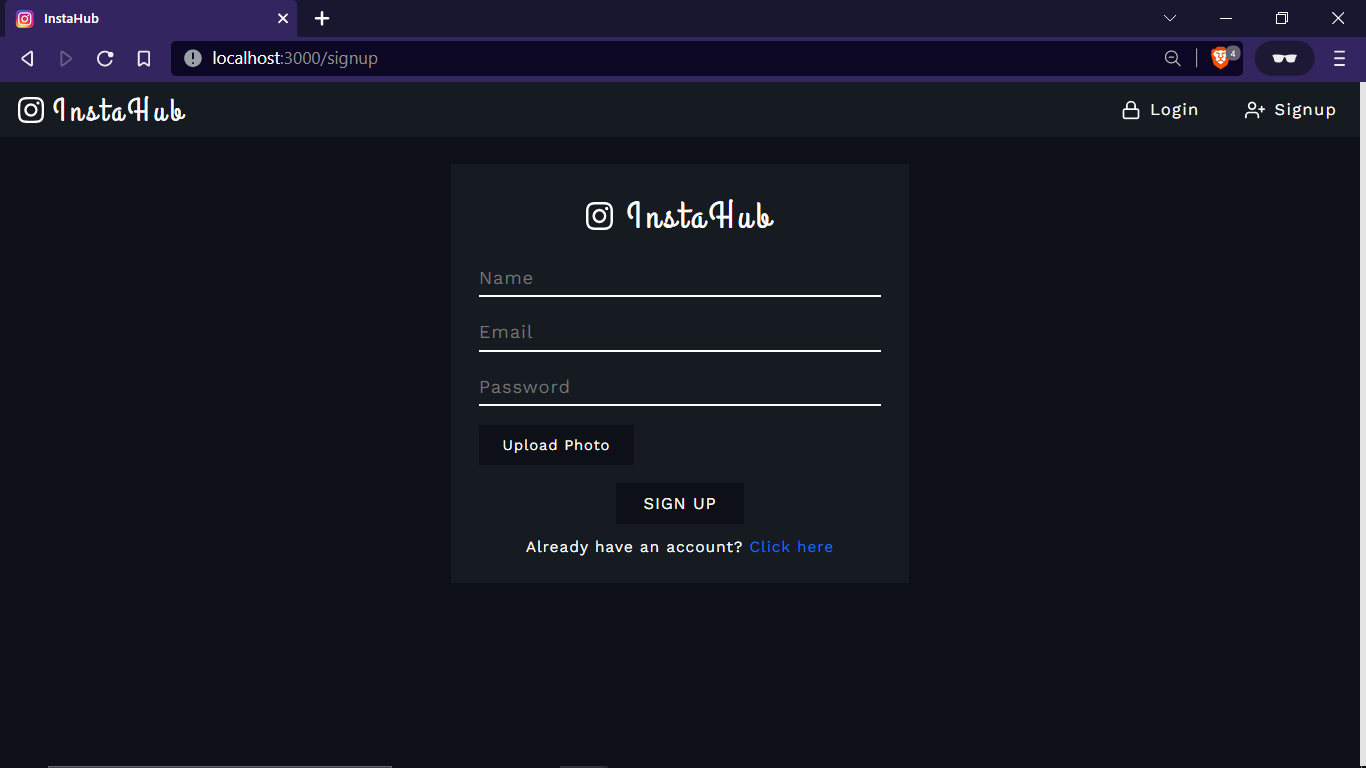 InstaHub
localhost:3000/signup
4
InstaHub
Login
Signup
InstaHub
Name
Email
Password
Upload Photo
SIGN UP
Already have an account? Click here